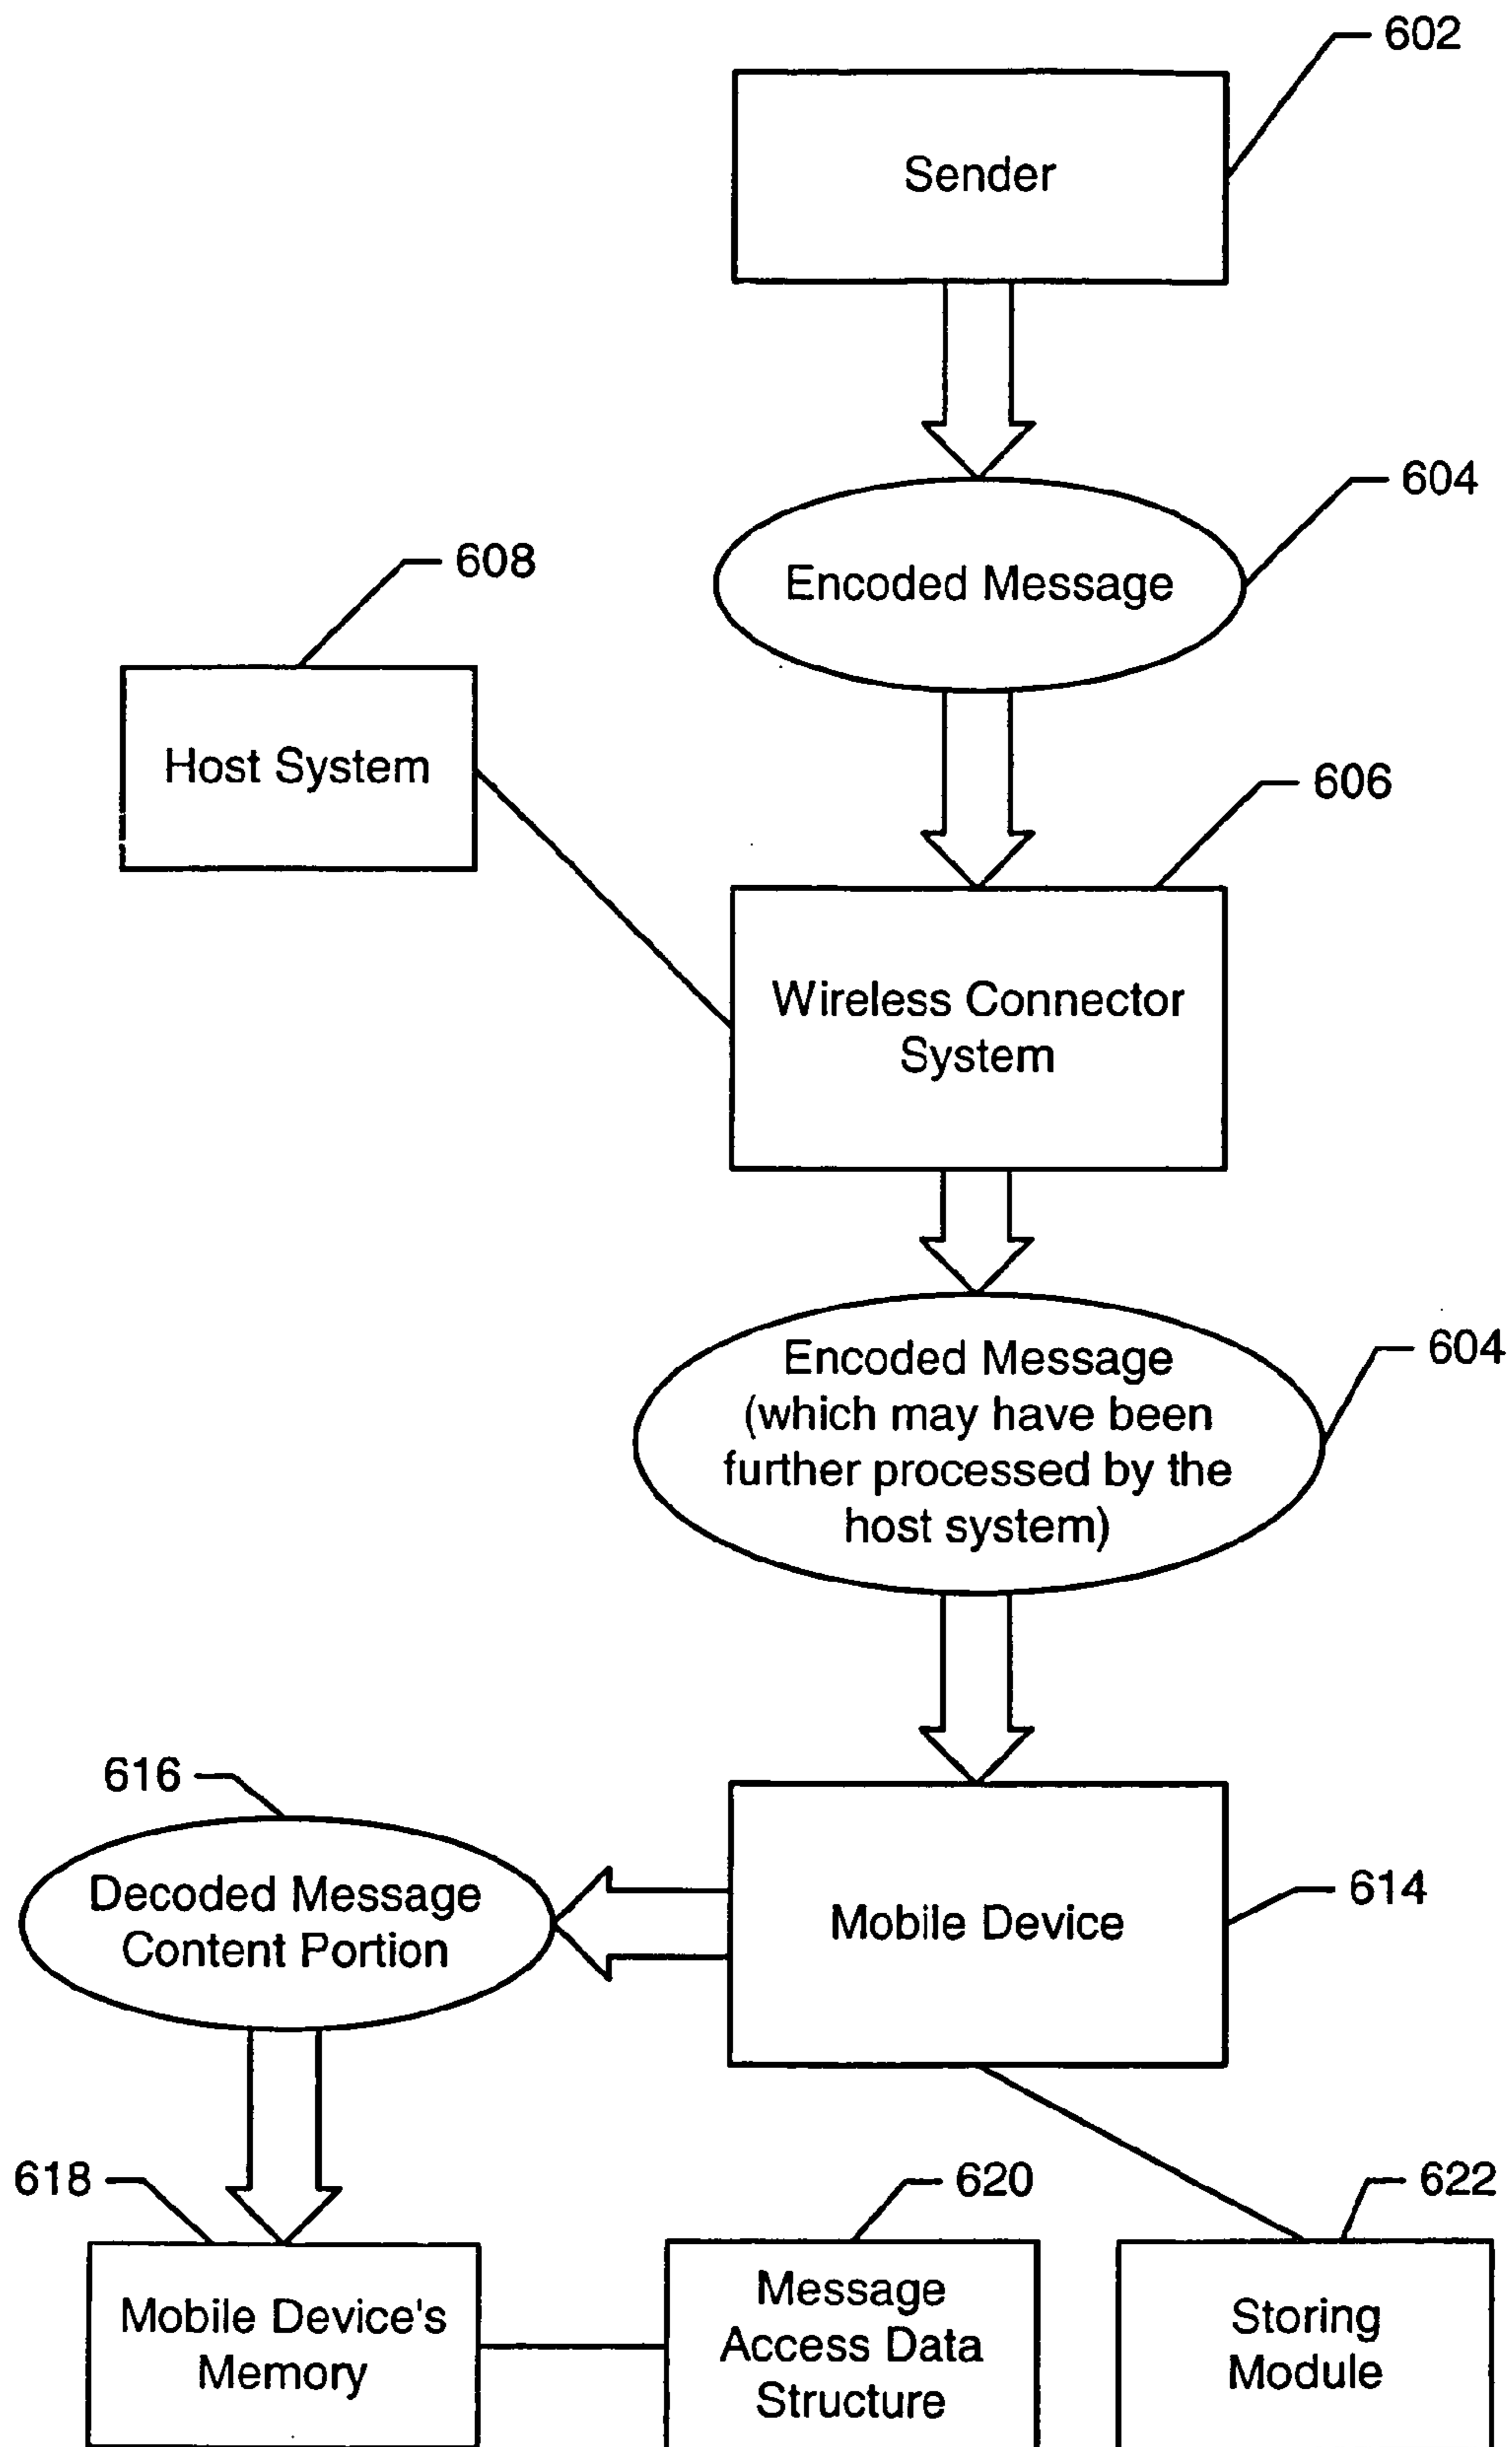 602
Sender
604
Encoded Message
608
Host System
606
Wireless Connector
System
604
Encoded Message
(which may have been
further processed by the
host system)
616
Decoded Message
Content Portion
614
Mobile Device
618
620
622
Mobile Device's
Memory
Message
Access Data
Structure
Storing
Module